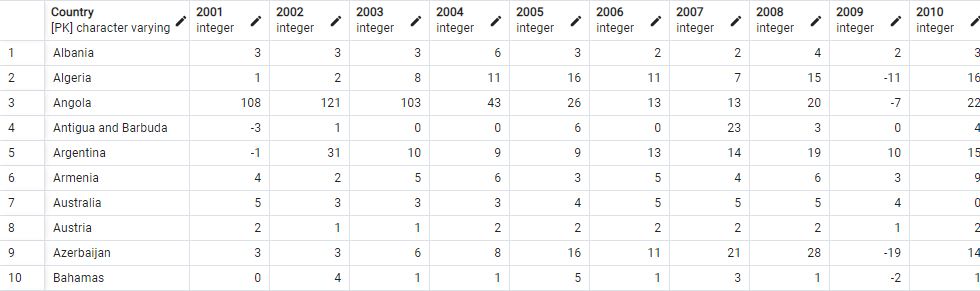 Country 2001 2002 2003 2004 2005 2006 2007 2008 2009 2010
[PK] character varying integer integer integer integer integer integer integer integer integer integer
1 Albania 3 3 3 6 3 2 2 4 2 3
2 Algeria 1 2 8 11 16 11 7 15 -11 16
3 Angola 108 121 103 43 26 13 13 20 -7 22
4 Antigua and Barbuda -3 1 0 0 6 0 23 3 0 4
5 Argentina -1 31 10 9 9 13 14 19 10 15
6 Armenia 4 2 5 6 3 5 4 6 3 9
7 Australia 5 3 3 3 4 5 5 5 4 0
8 Austria 2 1 1 2 2 2 2 2 1 2
9 Azerbaijan 3 3 6 8 16 11 21 28 -19 14
10 Bahamas 0 4 1 1 5 1 3 1 -2 1